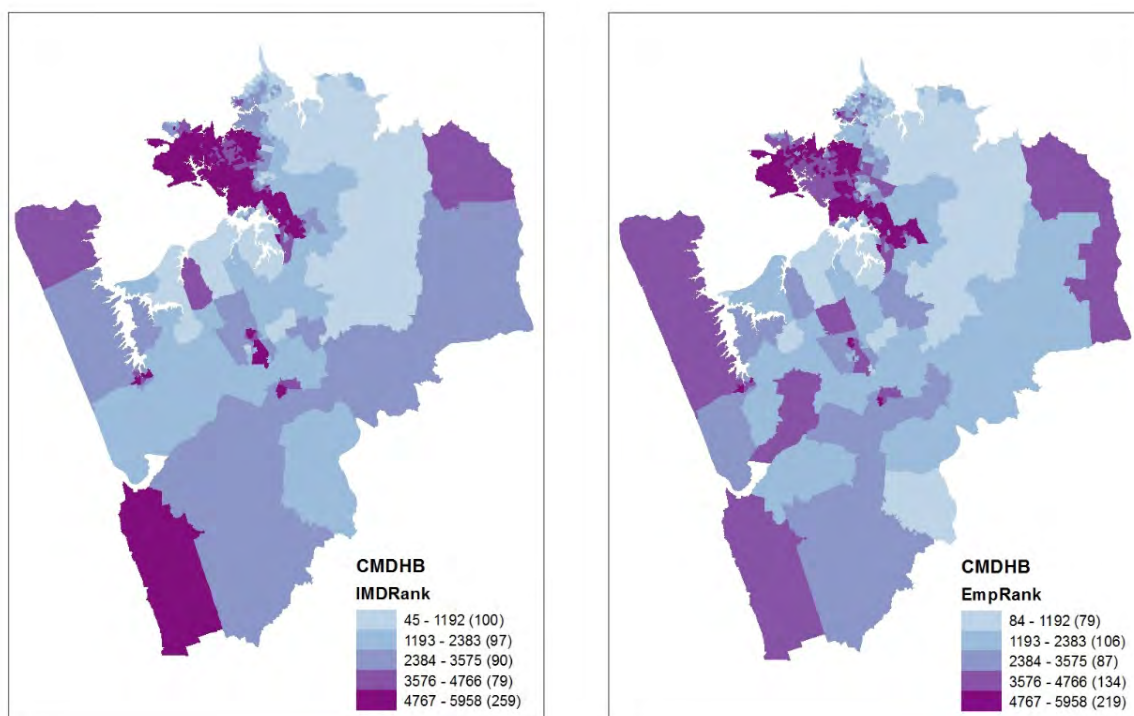 CMDHB
IMDRank
45 - 1192 (100)
1193 - 2383 (97)
2384 - 3575 (90)
3576 - 4766 (79)
4767 - 5958 (259)
CMDHB
EmpRank
84 - 1192 (79)
1193 - 2383 (106)
2384 - 3575 (87)
3576 - 4766 (134)
4767 - 5958 (219)